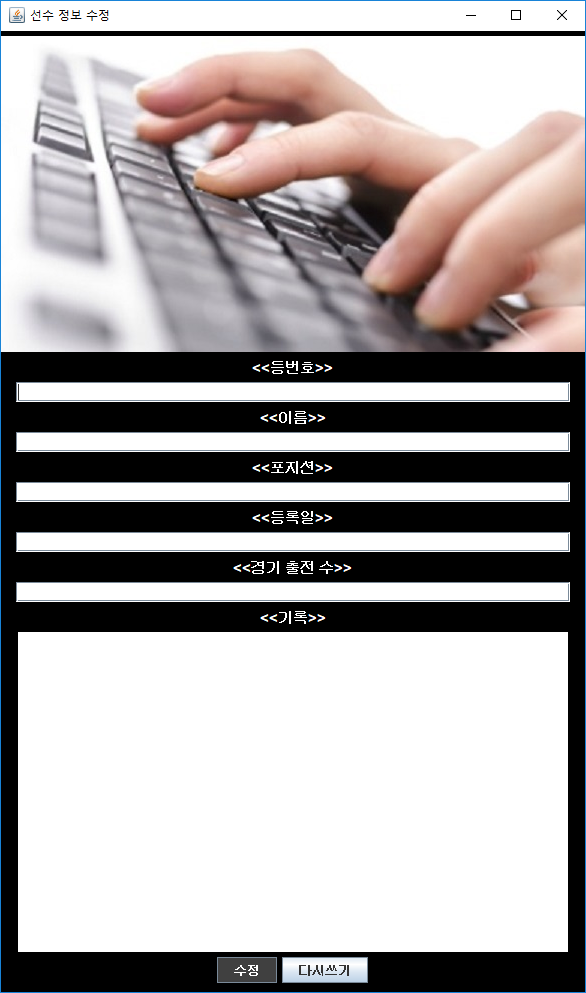 선수 정보 수정
<<등번호>>
<<이름>>
<<포지션>>
<<등록일>>
<<경기 출전 수>>
<<기록>>
수정 다시쓰기